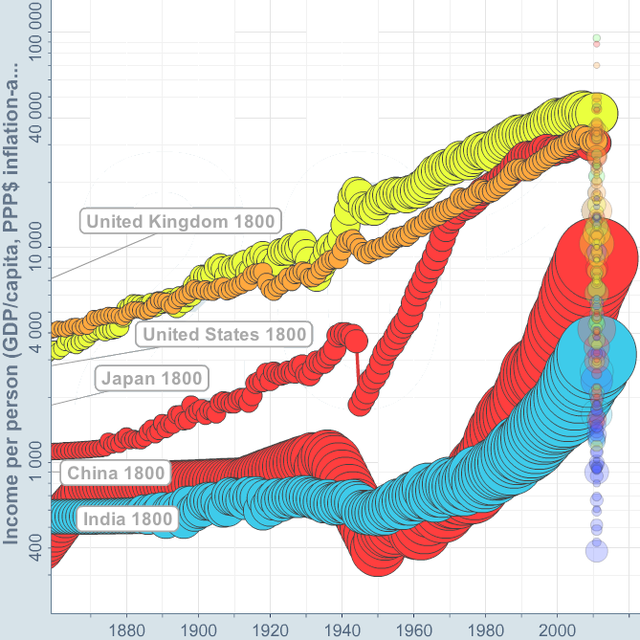 Income per person (GDP/capita, PPP$ inflation-a...
100 000
40 000
10 000
4 000
1 000
400
United Kingdom 1800
United States 1800
Japan 1800
China 1800
India 1800
1880 1900 1920 1940 1960 1980 2000